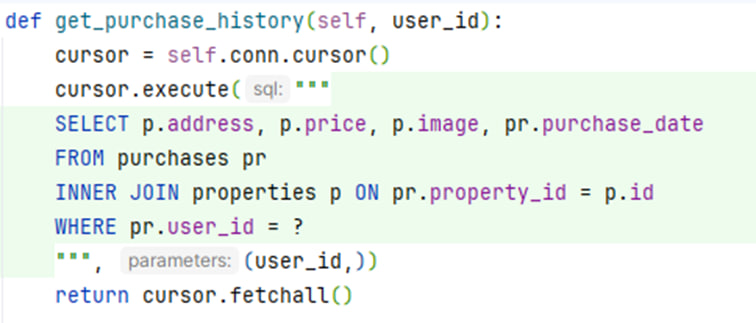 def get_purchase_history(self, user_id):
    cursor = self.conn.cursor()
    cursor.execute( sql: """
    SELECT p.address, p.price, p.image, pr.purchase_date
    FROM purchases pr
    INNER JOIN properties p ON pr.property_id = p.id
    WHERE pr.user_id = ?
    """, parameters: (user_id,))
    return cursor.fetchall()